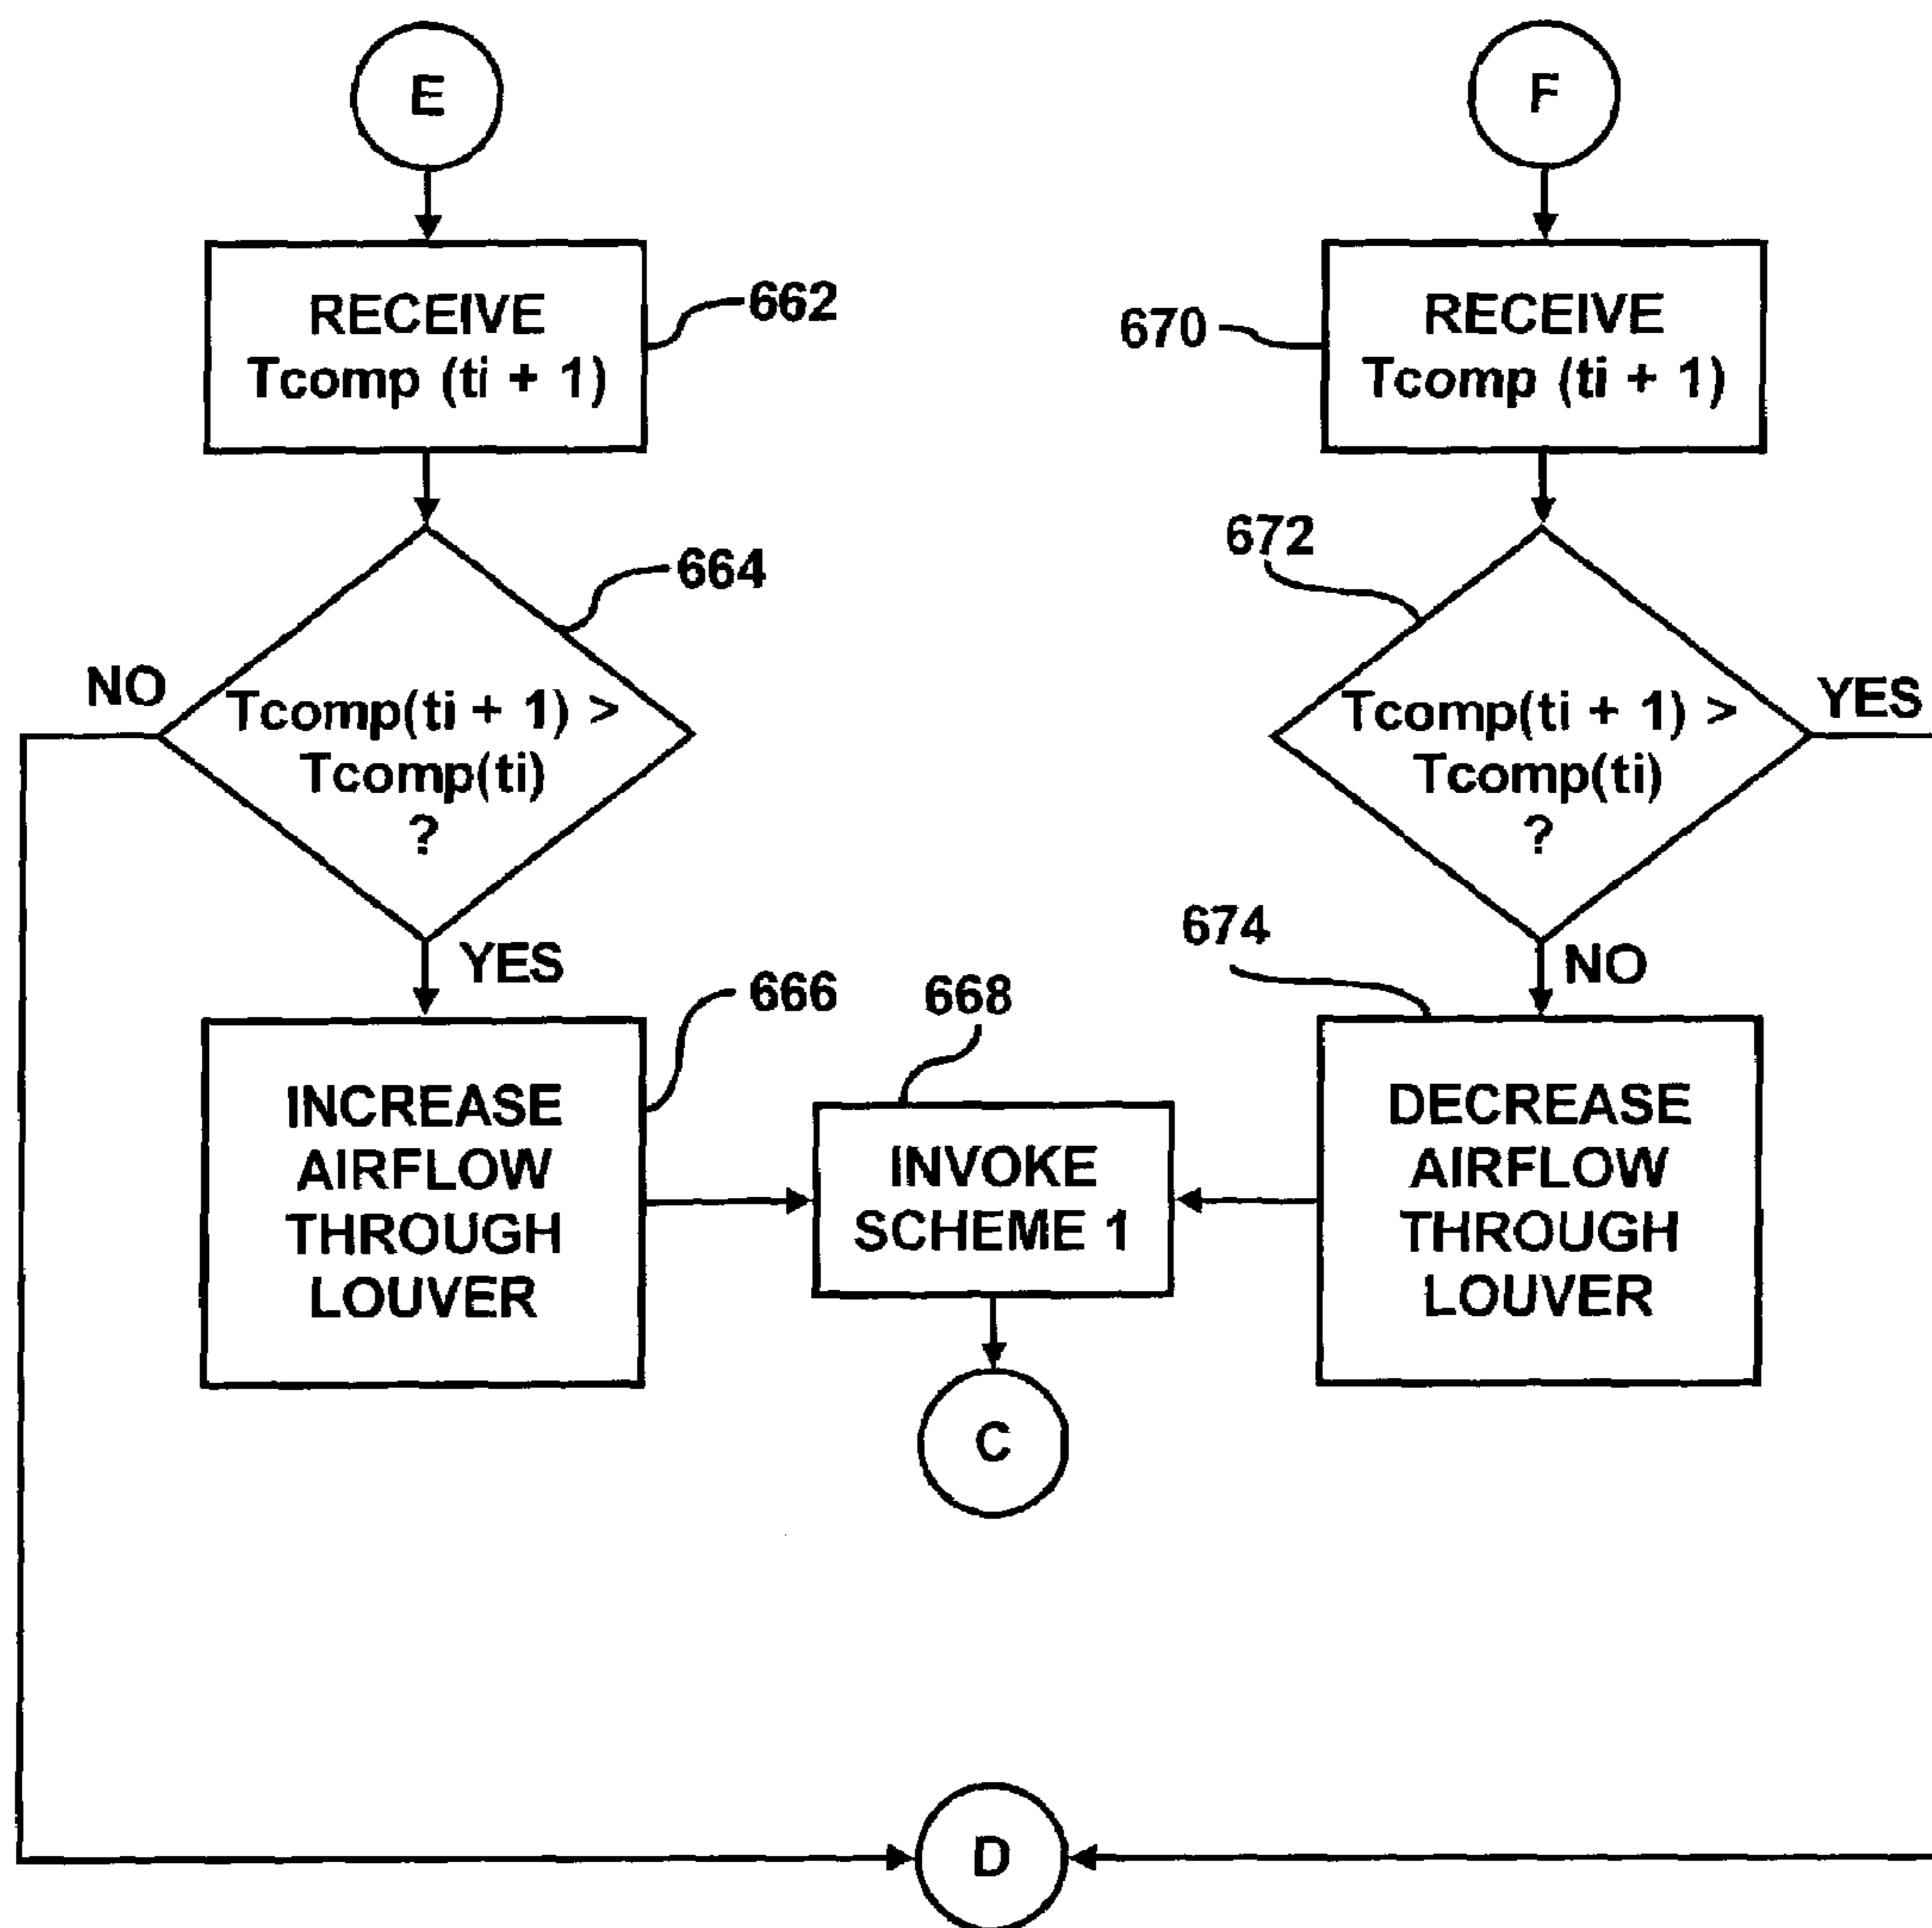 E
RECEIVE
Tcomp (ti + 1)
662
664
NO
Tcomp(ti + 1) >
Tcomp(ti)
?
YES
666
INCREASE
AIRFLOW
THROUGH
LOUVER
668
INVOKE
SCHEME 1
C
F
670
RECEIVE
Tcomp (ti + 1)
672
Tcomp(ti + 1) >
Tcomp(ti)
?
YES
NO
674
DECREASE
AIRFLOW
THROUGH
LOUVER
D